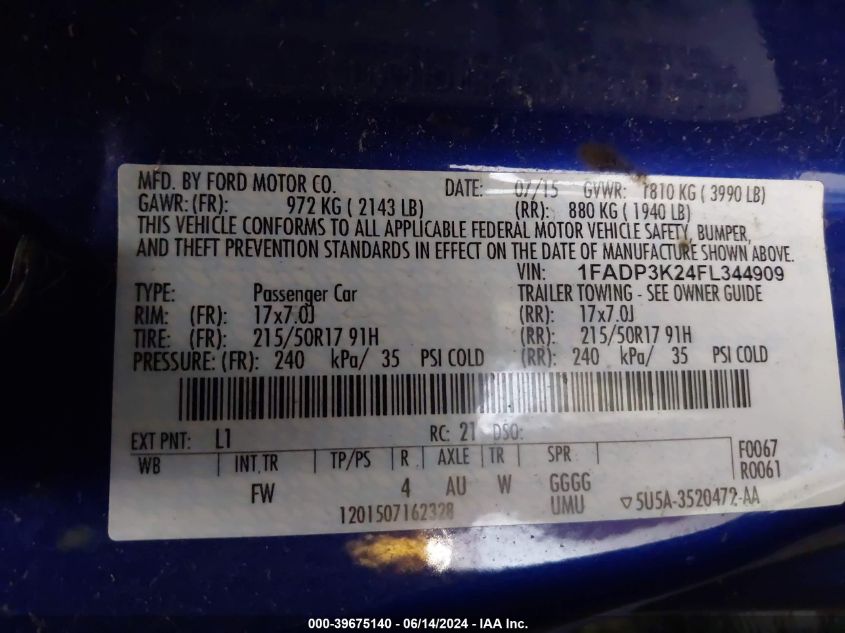 MFD. BY FORD MOTOR CO. DATE: 07/15 GVWR: 1810 KG ( 3990 LB)
GAWR: (FR): 972 KG ( 2143 LB) (RR): 880 KG ( 1940 LB)
THIS VEHICLE CONFORMS TO ALL APPLICABLE FEDERAL MOTOR VEHICLE SAFETY, BUMPER,
AND THEFT PREVENTION STANDARDS IN EFFECT ON THE DATE OF MANUFACTURE SHOWN ABOVE.
VIN: 1FADP3K24FL344909
TYPE: Passenger Car TRAILER TOWING - SEE OWNER GUIDE
RIM: (FR): 17x7.0J (RR): 17x7.0J
TIRE: (FR): 215/50R17 91H (RR): 215/50R17 91H
PRESSURE: (FR): 240 kPa/ 35 PSI COLD (RR): 240 kPa/ 35 PSI COLD
EXT PNT: L1 RC: 21 DSO:
WB INT TR TP/PS R AXLE TR SPR F0067
R0061
FW 4 AU W GGGG
UMU
1201507162328 ▽5U5A-3520472-AA
000-39675140 - 06/14/2024 - IAA Inc.